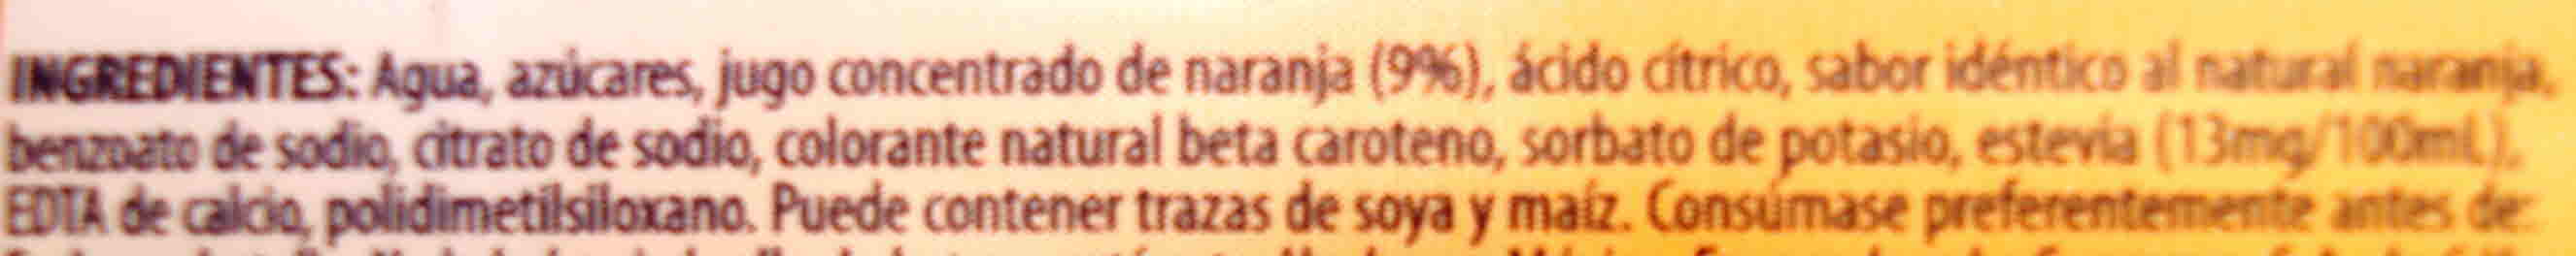 INGREDIENTES: Agua, azúcares, jugo concentrado de naranja (9%), ácido cítrico, sabor idéntico al natural naranja,
benzoato de sodio, citrato de sodio, colorante natural beta caroteno, sorbato de potasio, estevia (13mg/100mL),
EDTA de calcio, polidimetilsiloxano. Puede contener trazas de soya y maíz. Consúmase preferentemente antes de: